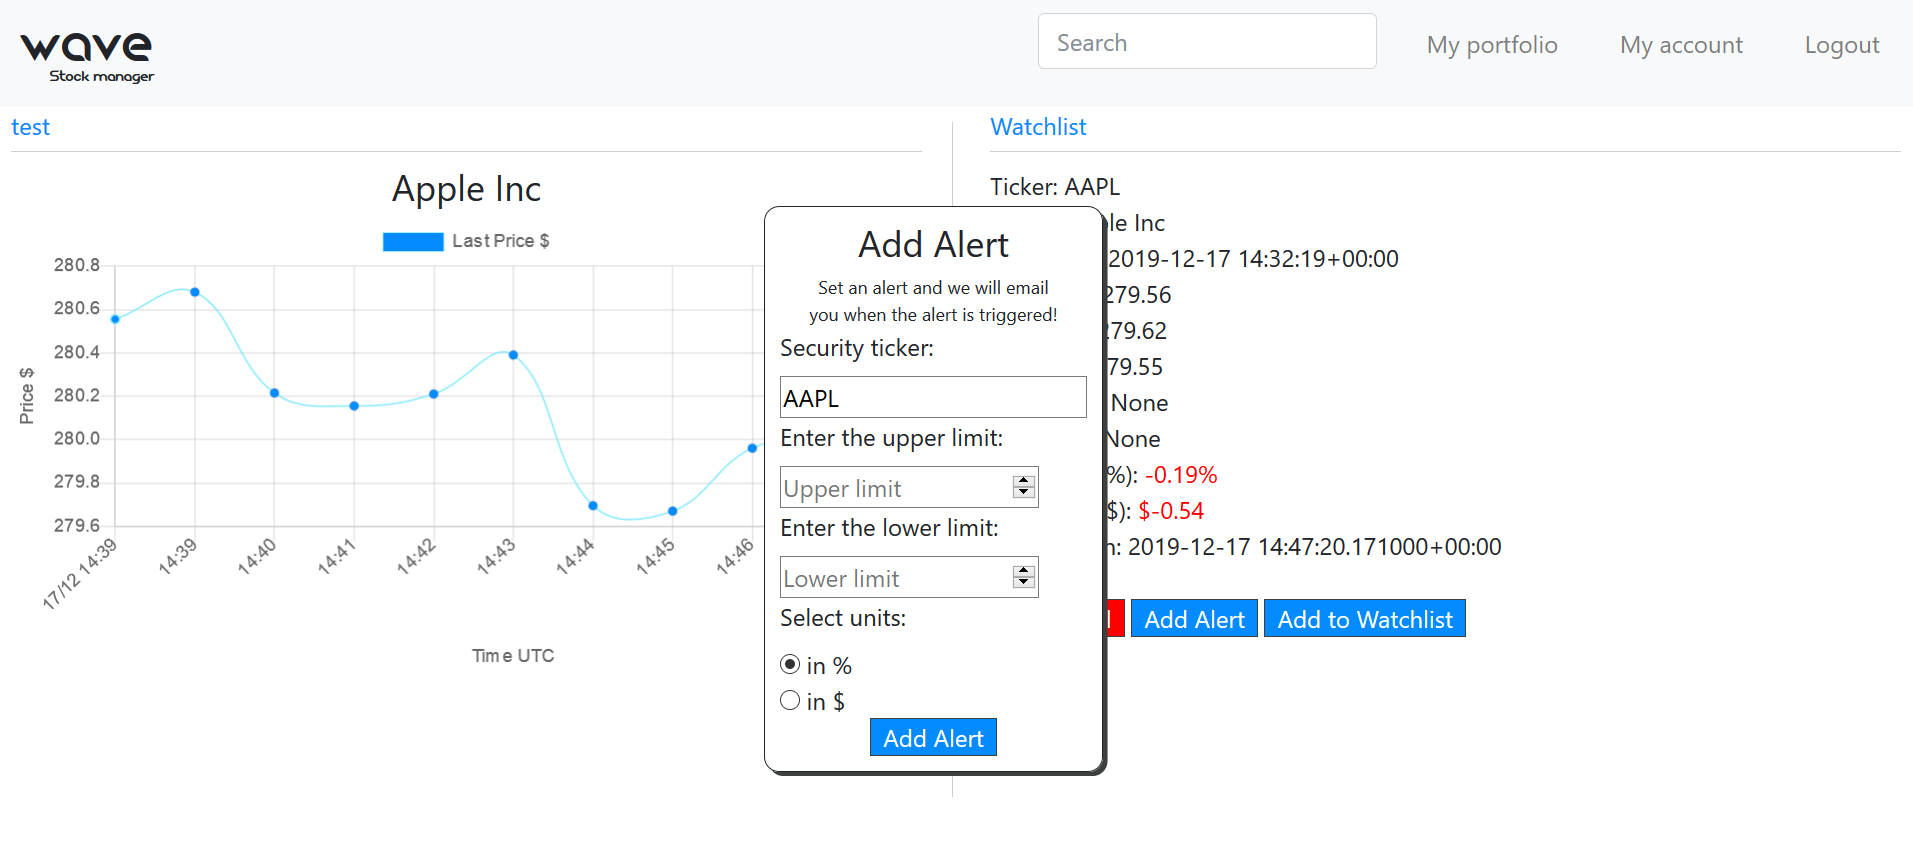 wave
Stock manager
Search
My portfolio
My account
Logout
test
Apple Inc
Last Price $
280.8
280.6
280.4
280.2
280.0
279.8
279.6
Price $
17/12 14:39
14:39
14:40
14:41
14:42
14:43
14:44
14:45
14:46
Time UTC
Add Alert
Set an alert and we will email
you when the alert is triggered!
Security ticker:
AAPL
Enter the upper limit:
Upper limit
Enter the lower limit:
Lower limit
Select units:
in %
in $
Add Alert
Watchlist
Ticker: AAPL
Inc
2019-12-17 14:32:19+00:00
279.56
279.62
79.55
None
None
%): -0.19%
$): $-0.54
: 2019-12-17 14:47:20.171000+00:00
Add Alert
Add to Watchlist